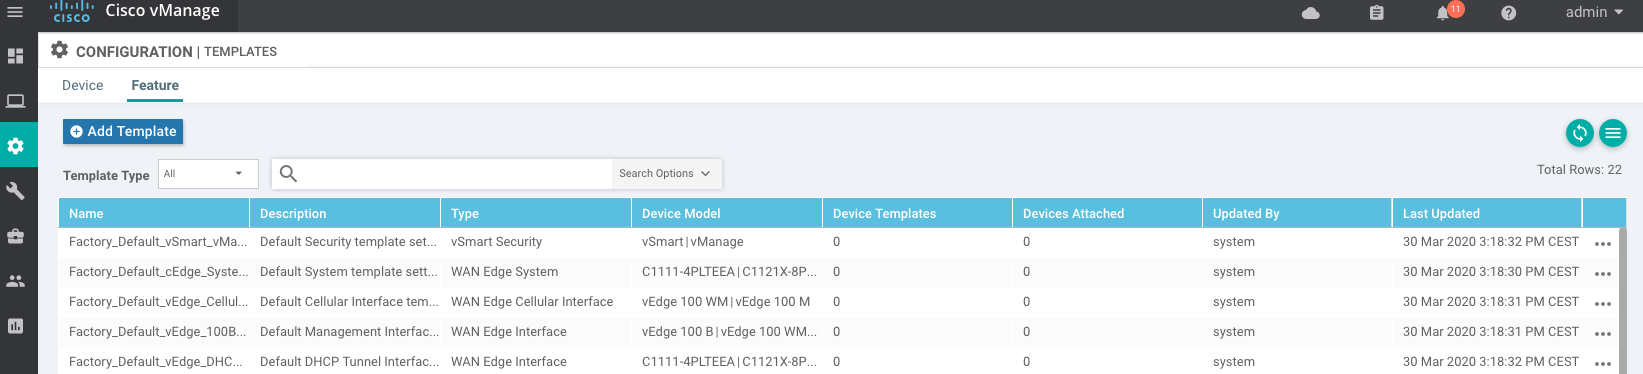 cisco Cisco vManage 11 admin
CONFIGURATION | TEMPLATES
Device Feature
Add Template
Template Type All Search Options Total Rows: 22
Name Description Type Device Model Device Templates Devices Attached Updated By Last Updated
Factory_Default_vSmart_vMa... Default Security template set... vSmart Security vSmart|vManage 0 0 system 30 Mar 2020 3:18:32 PM CEST
Factory_Default_cEdge_Syste... Default System template sett... WAN Edge System C1111-4PLTEEA|C1121X-8P... 0 0 system 30 Mar 2020 3:18:30 PM CEST
Factory_Default_vEdge_Cellul... Default Cellular Interface tem... WAN Edge Cellular Interface vEdge 100 WM|vEdge 100 M 0 0 system 30 Mar 2020 3:18:31 PM CEST
Factory_Default_vEdge_100B... Default Management Interfac... WAN Edge Interface vEdge 100 B|vEdge 100 WM... 0 0 system 30 Mar 2020 3:18:31 PM CEST
Factory_Default_vEdge_DHC... Default DHCP Tunnel Interfac... WAN Edge Interface C1111-4PLTEEA|C1121X-8P... 0 0 system 30 Mar 2020 3:18:32 PM CEST